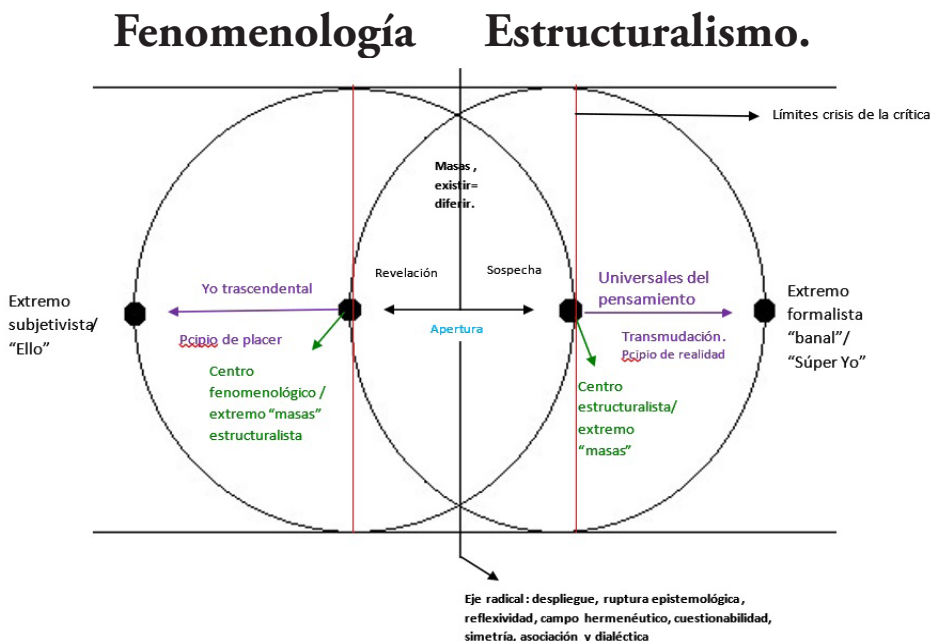 Fenomenología Estructuralismo.
Límites crisis de la crítica
Masas ,
existir=
diferir.
Revelación
Sospecha
Apertura
Extremo
subjetivista/
"Ello"
Yo trascendental
Pcipio de placer
Centro
fenomenológico /
extremo "masas"
estructuralista
Universales del
pensamiento
Transmudación.
Pcipio de realidad
Centro
estructuralista/
extremo
"masas"
Extremo
formalista
"banal"/
"Súper Yo"
Eje radical: despliegue, ruptura epistemológica,
reflexividad, campo hermenéutico, cuestionabilidad,
simetría, asociación y dialéctica